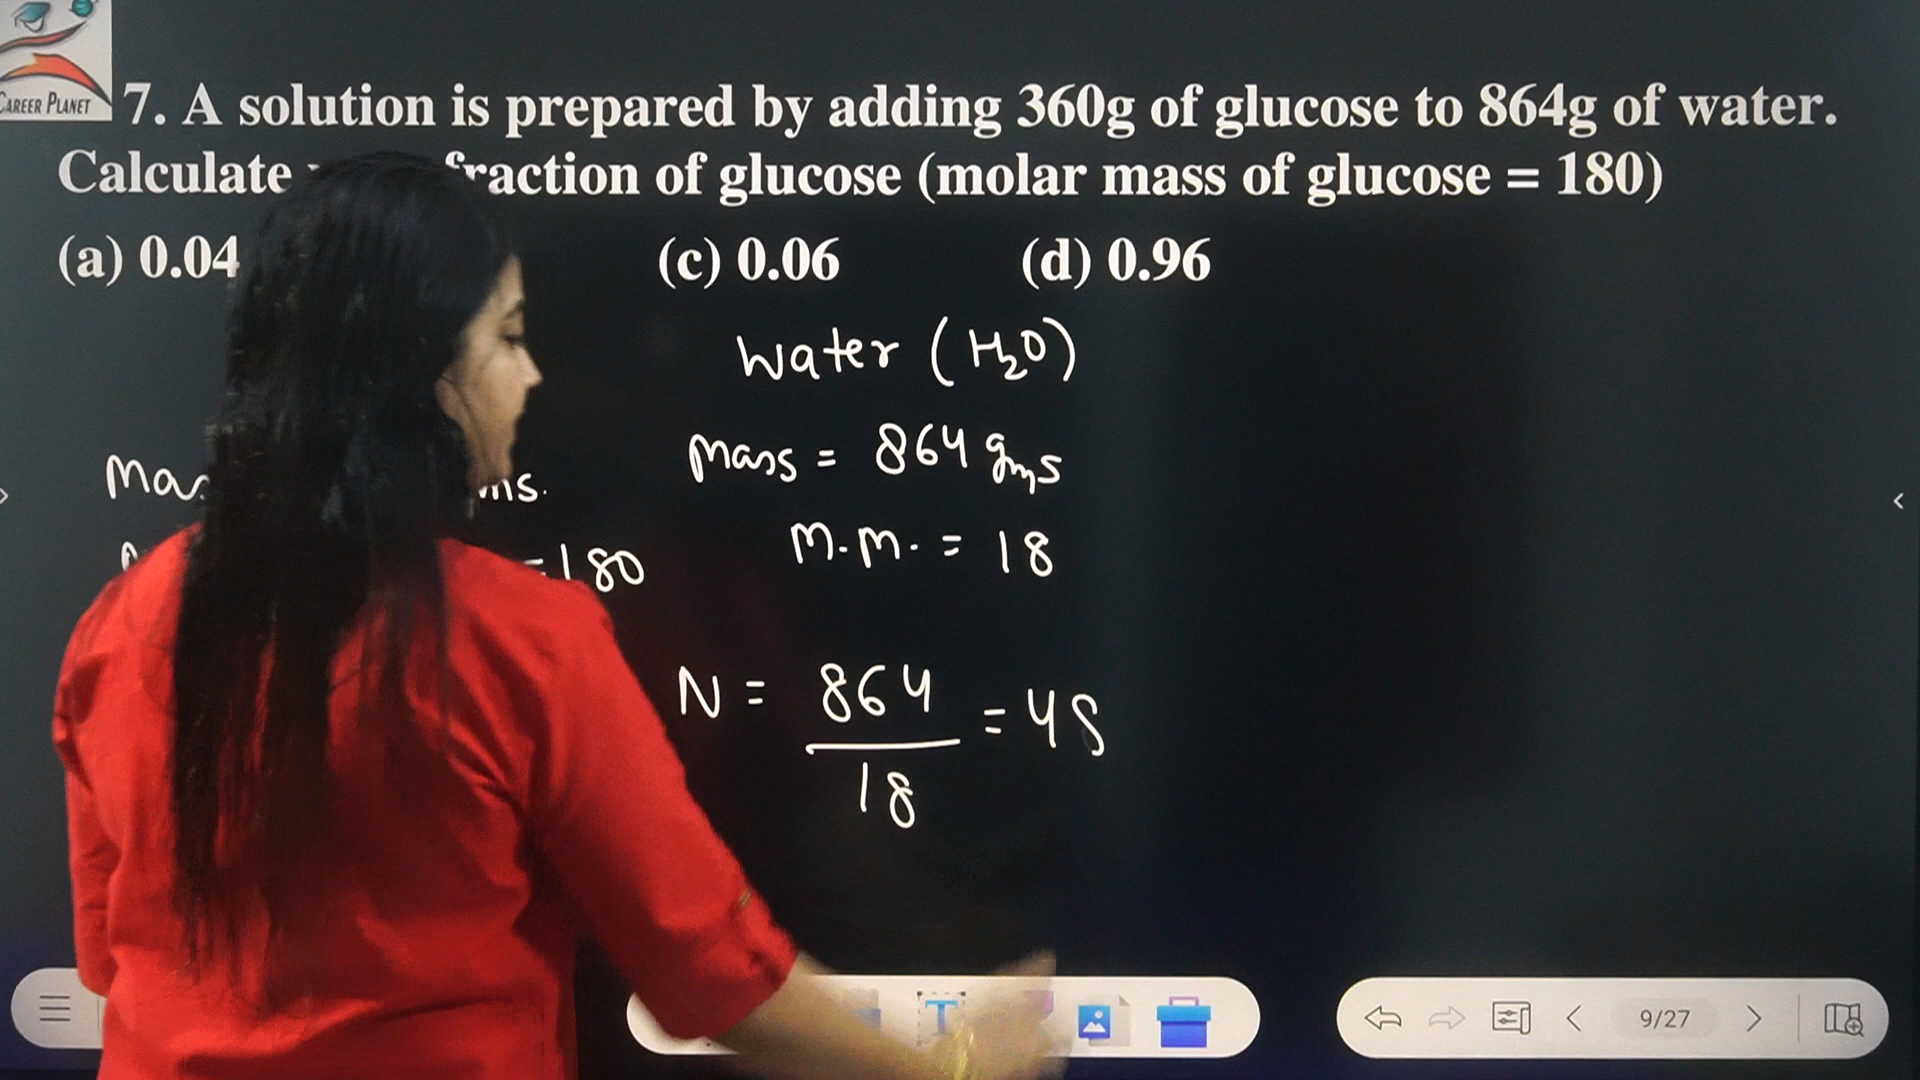 CAREER PLANET
7. A solution is prepared by adding 360g of glucose to 864g of water.
Calculate fraction of glucose (molar mass of glucose = 180)
(a) 0.04 (c) 0.06 (d) 0.96
Water (H2O)
Mass = 864 gms
M.M. = 18
=180
N = 864/18 = 48
9/27